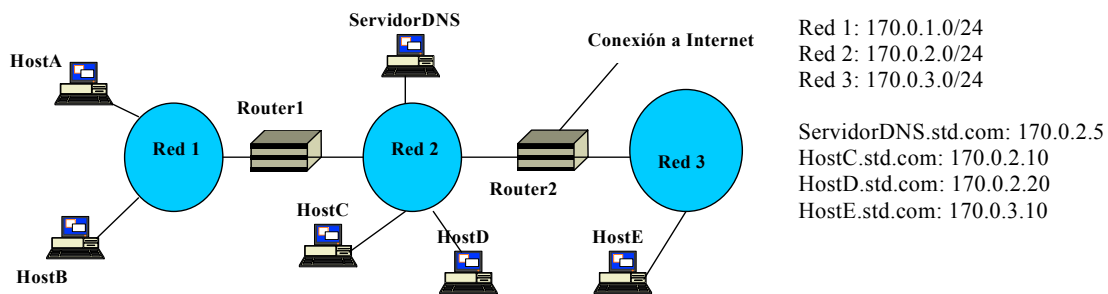 ServidorDNS
Conexión a Internet
HostA
Router1
Red 1
Red 2
Red 3
Router2
HostC
HostD
HostE
HostB
Red 1: 170.0.1.0/24
Red 2: 170.0.2.0/24
Red 3: 170.0.3.0/24
ServidorDNS.std.com: 170.0.2.5
HostC.std.com: 170.0.2.10
HostD.std.com: 170.0.2.20
HostE.std.com: 170.0.3.10